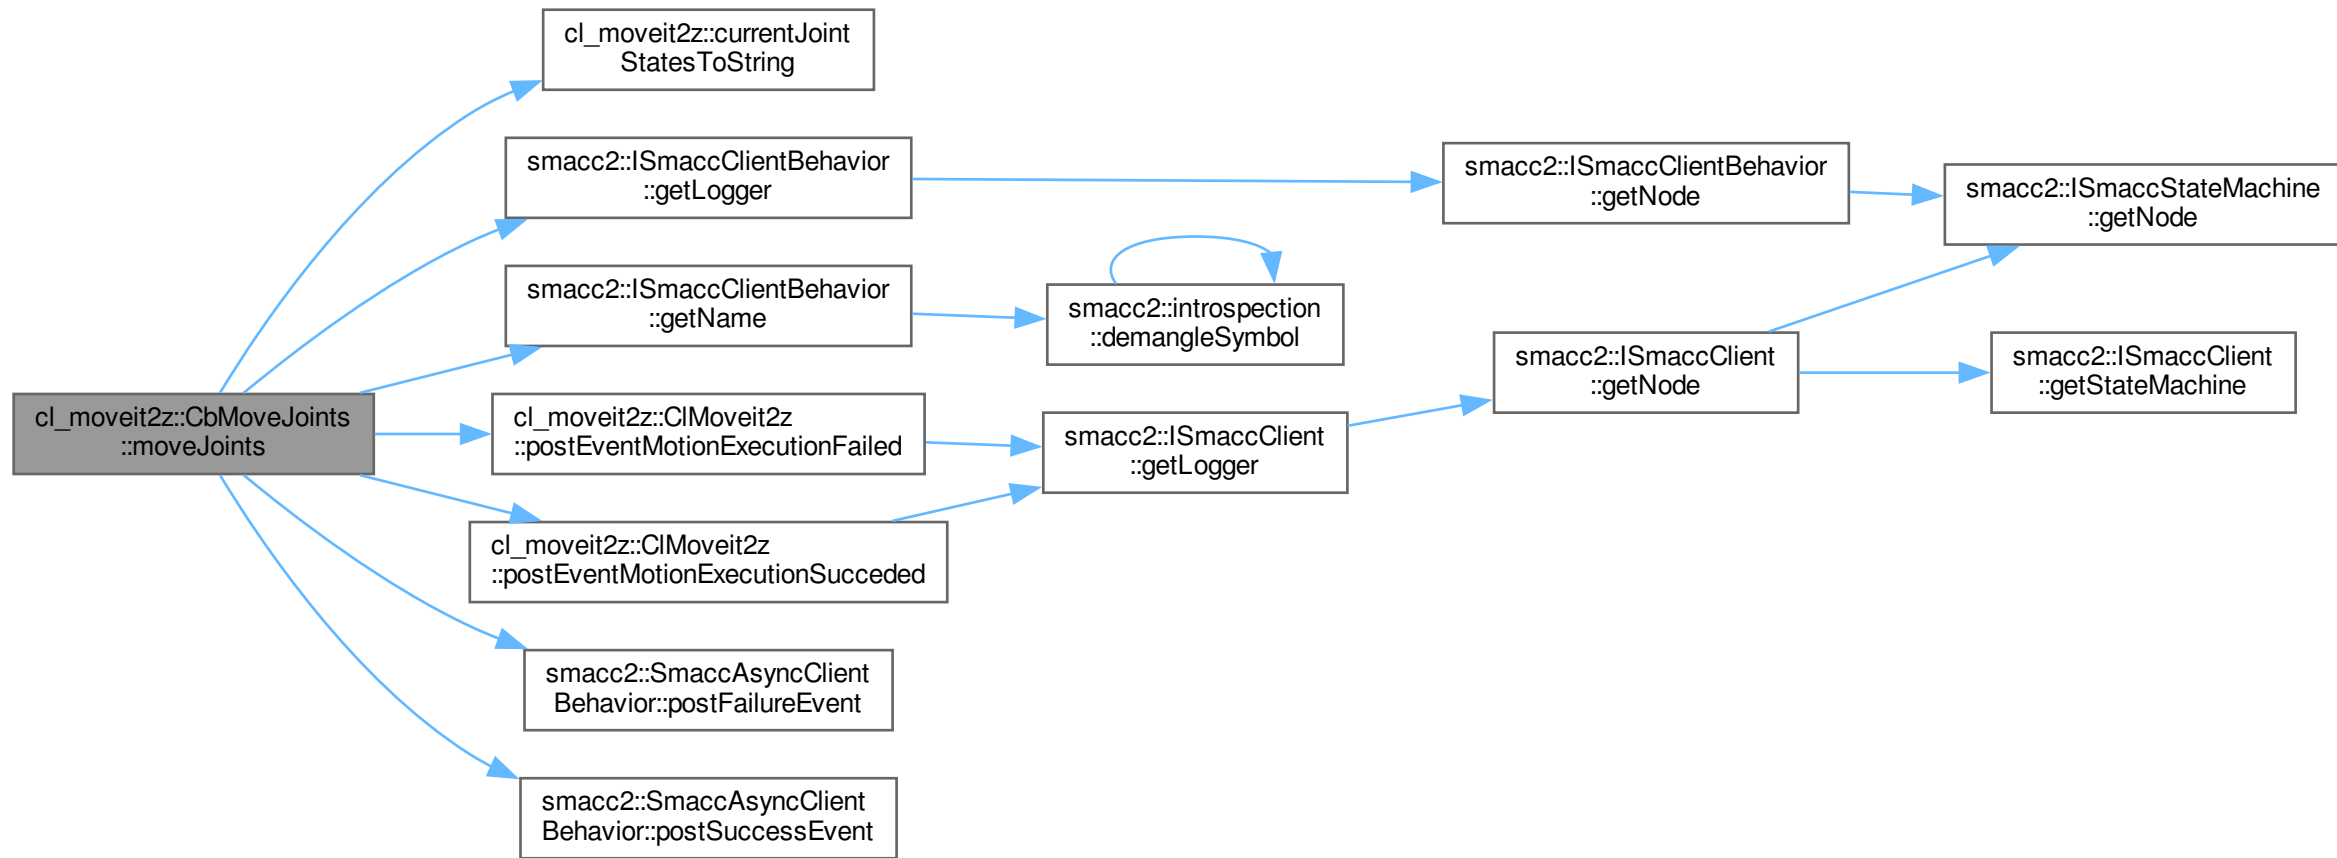 cl_moveit2z::currentJoint
StatesToString
smacc2::ISmaccClientBehavior
::getLogger
smacc2::ISmaccClientBehavior
::getNode
smacc2::ISmaccStateMachine
::getNode
smacc2::ISmaccClientBehavior
::getName
smacc2::introspection
::demangleSymbol
smacc2::ISmaccClient
::getNode
smacc2::ISmaccClient
::getStateMachine
cl_moveit2z::CbMoveJoints
::moveJoints
cl_moveit2z::ClMoveit2z
::postEventMotionExecutionFailed
smacc2::ISmaccClient
::getLogger
cl_moveit2z::ClMoveit2z
::postEventMotionExecutionSucceded
smacc2::SmaccAsyncClient
Behavior::postFailureEvent
smacc2::SmaccAsyncClient
Behavior::postSuccessEvent